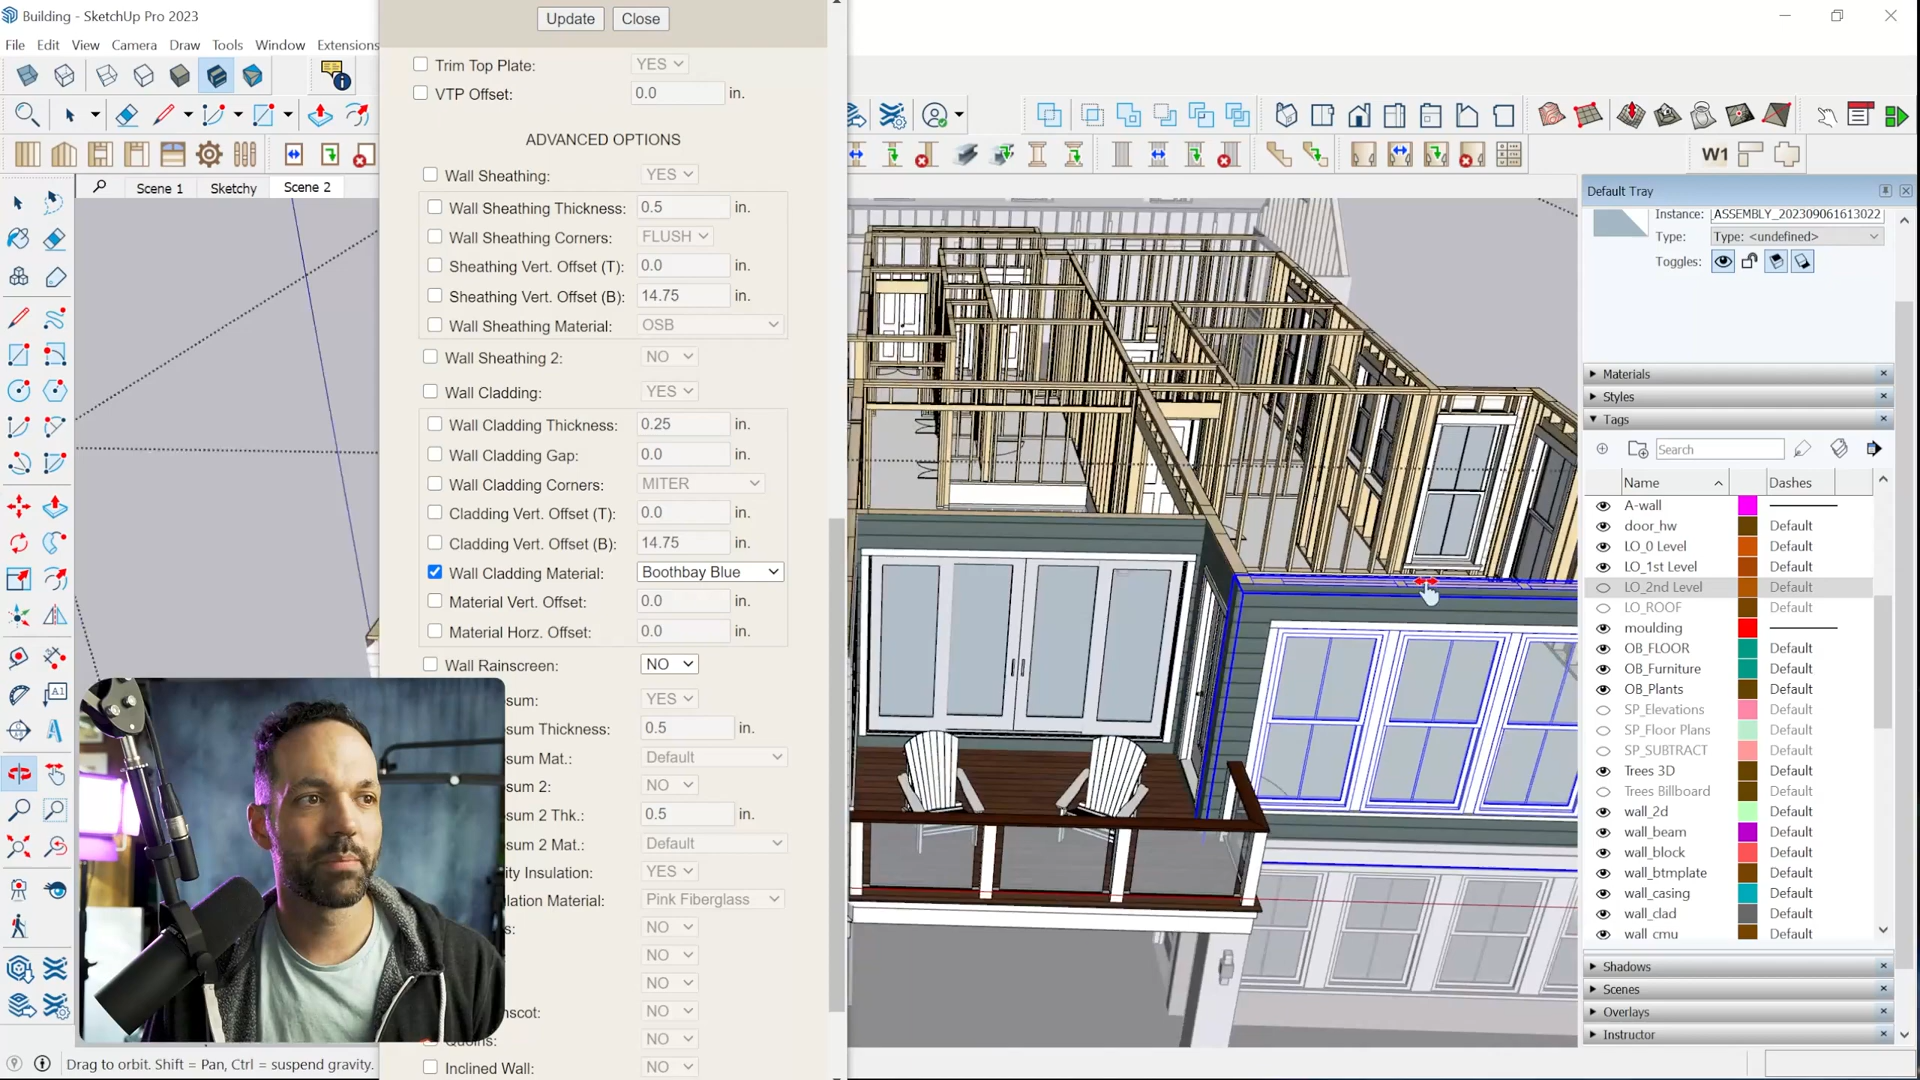 Building - SketchUp Pro 2023
File Edit View Camera Draw Tools Window Extensions
Update Close
Trim Top Plate: YES
VTP Offset: 0.0 in.
ADVANCED OPTIONS
Wall Sheathing: YES
Wall Sheathing Thickness: 0.5 in.
Wall Sheathing Corners: FLUSH
Sheathing Vert. Offset (T): 0.0 in.
Sheathing Vert. Offset (B): 14.75 in.
Wall Sheathing Material: OSB
Wall Sheathing 2: NO
Wall Cladding: YES
Wall Cladding Thickness: 0.25 in.
Wall Cladding Gap: 0.0 in.
Wall Cladding Corners: MITER
Cladding Vert. Offset (T): 0.0 in.
Cladding Vert. Offset (B): 14.75 in.
Wall Cladding Material: Boothbay Blue
Material Vert. Offset: 0.0 in.
Material Horz. Offset: 0.0 in.
Wall Rainscreen: NO
sum: YES
sum Thickness: 0.5 in.
sum Mat.: Default
sum 2: NO
sum 2 Thk.: 0.5 in.
sum 2 Mat.: Default
ity Insulation: YES
ulation Material: Pink Fiberglass
s: NO
NO
NO
nscot: NO
Quoins: NO
Inclined Wall: NO
Scene 1 Sketchy Scene 2
W1
A1
A
Default Tray
Instance: ASSEMBLY_202309061613022
Type: Type: <undefined>
Toggles:
Materials
Styles
Tags
Search
Name Dashes
A-wall
door_hw Default
LO_0 Level Default
LO_1st Level Default
LO_2nd Level Default
LO_ROOF Default
moulding
OB_FLOOR Default
OB_Furniture Default
OB_Plants Default
SP_Elevations Default
SP_Floor Plans Default
SP_SUBTRACT Default
Trees 3D Default
Trees Billboard Default
wall_2d Default
wall_beam Default
wall_block Default
wall_btmplate Default
wall_casing Default
wall_clad Default
wall_cmu Default
Shadows
Scenes
Overlays
Instructor
Drag to orbit. Shift = Pan, Ctrl = suspend gravity.